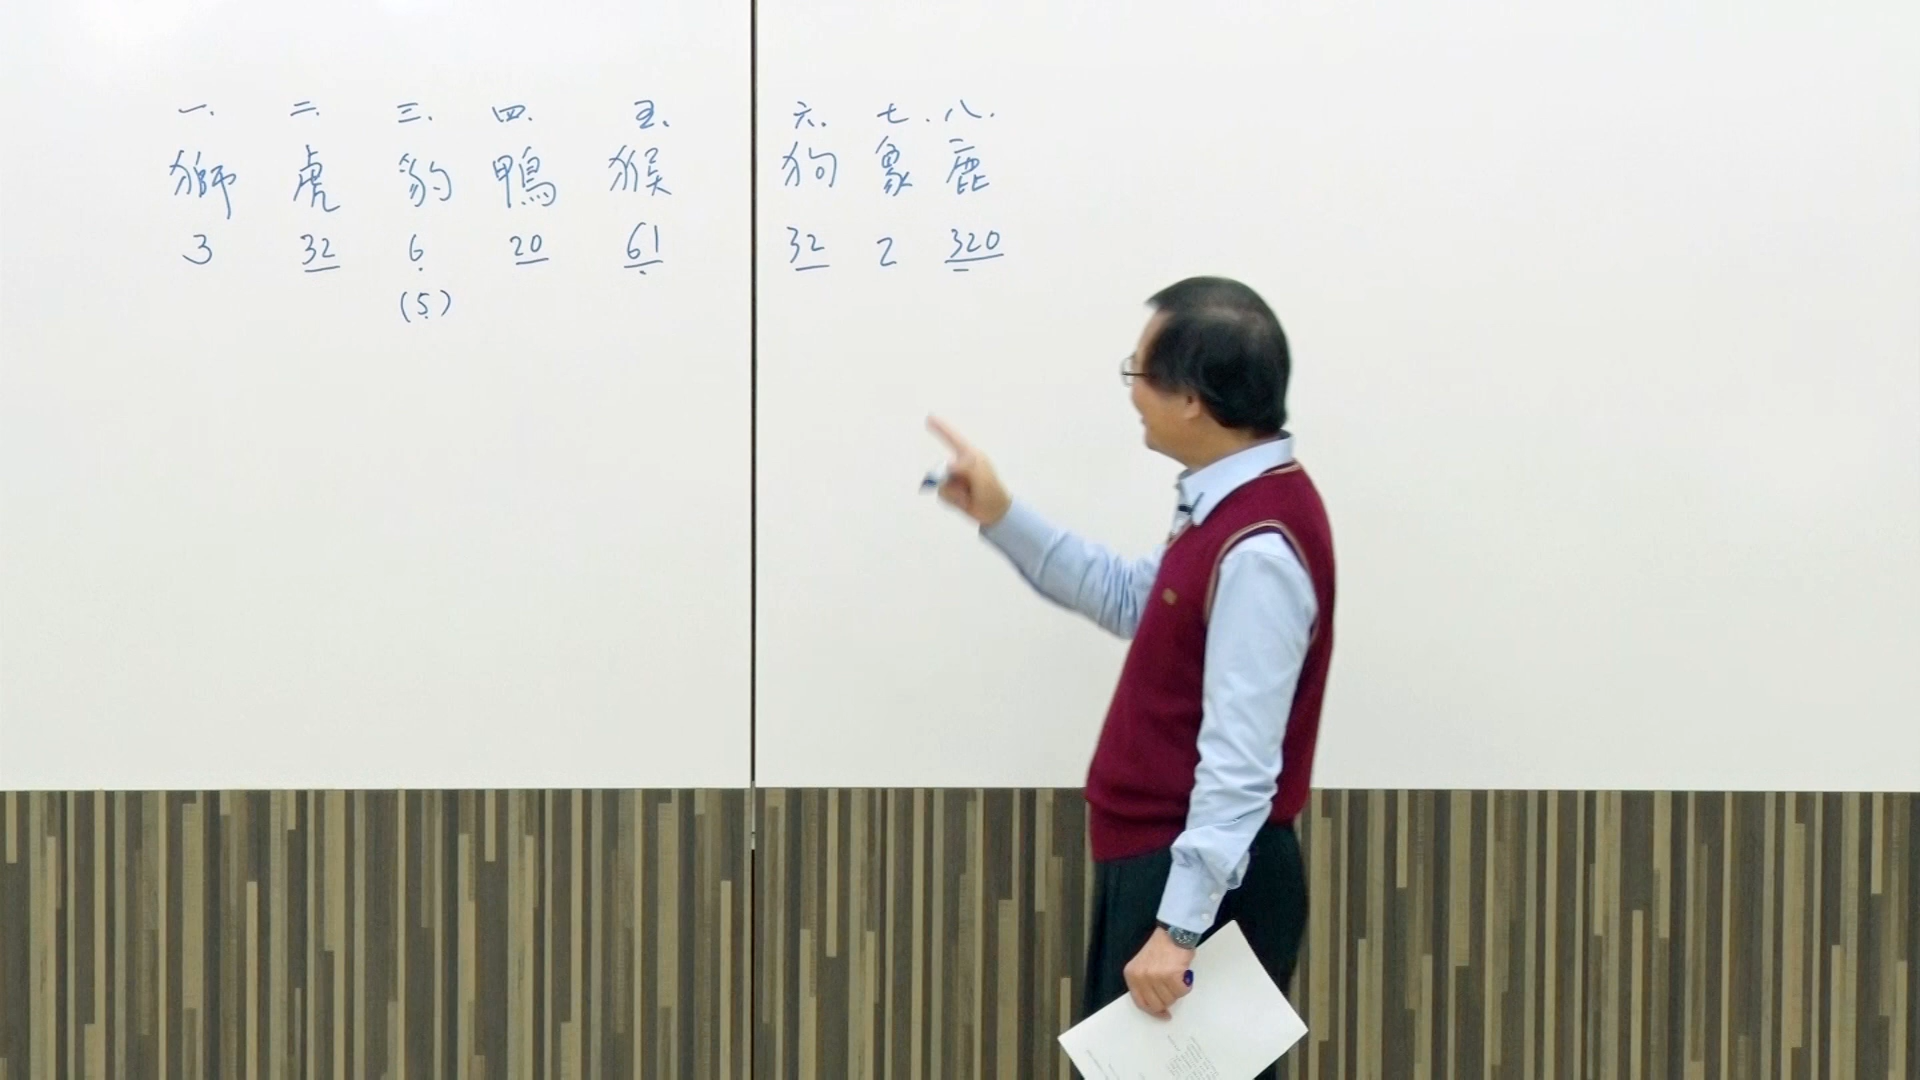 一. 二. 三. 四. 五. 六. 七. 八.
獅 虎 豹 鴨 猴 狗 象 鹿
3 32 6 20 61 32 2 320
(5)